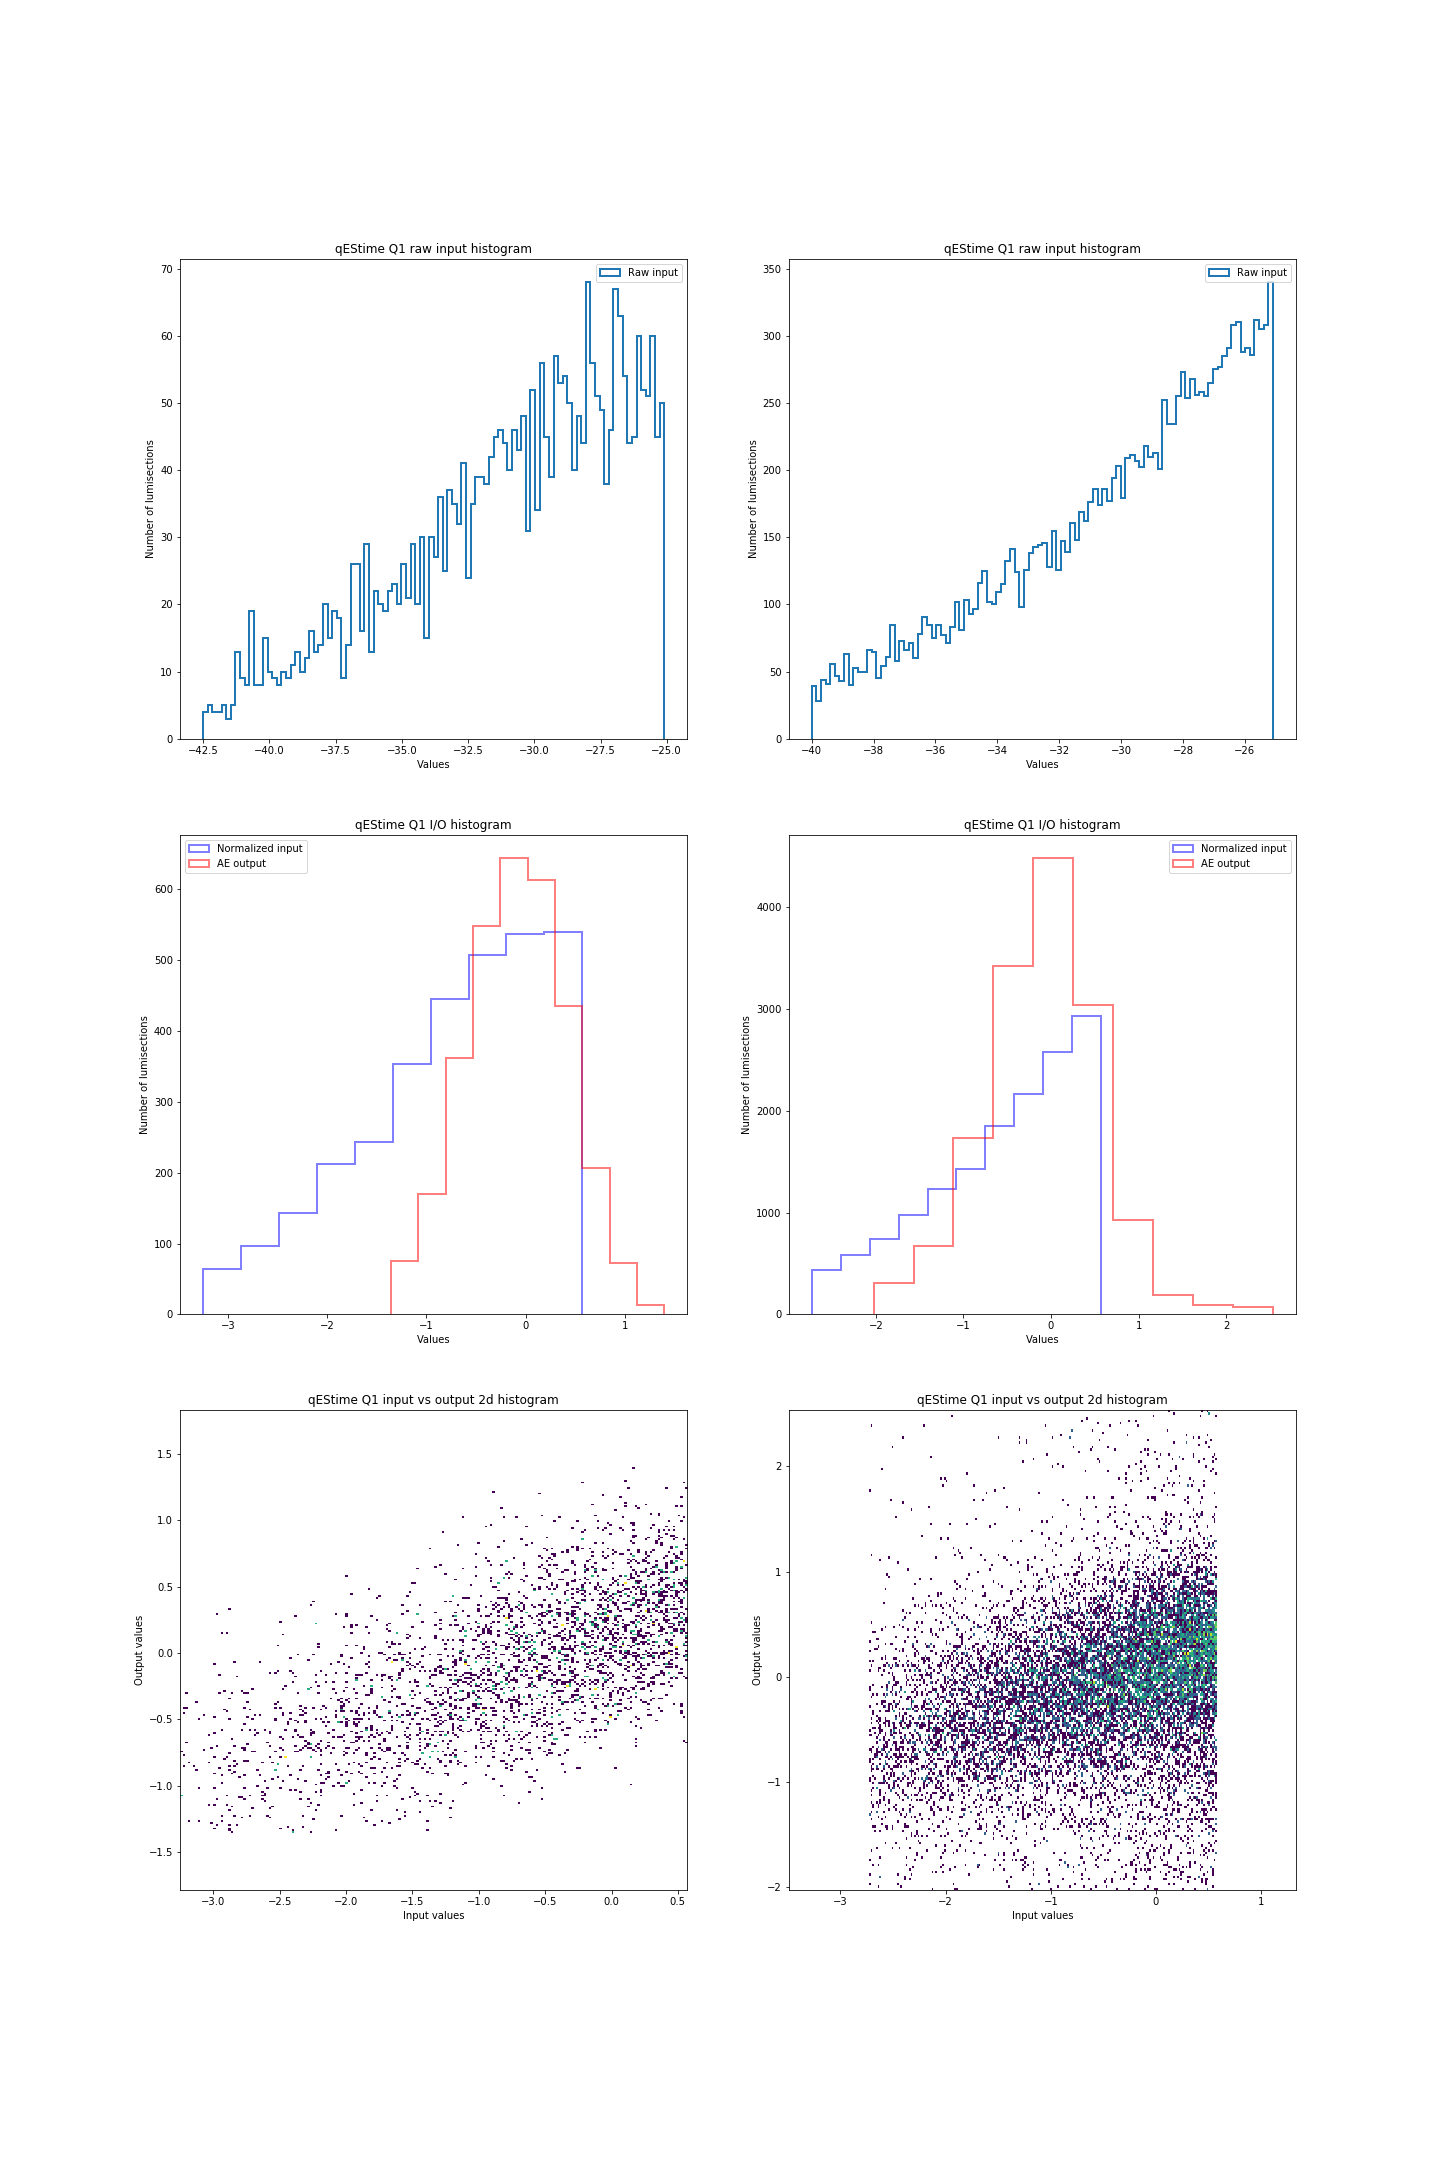 qEStime Q1 raw input histogram
Raw input
70
60
50
40
30
20
10
0
Number of lumisections
−42.5 −40.0 −37.5 −35.0 −32.5 −30.0 −27.5 −25.0
Values
qEStime Q1 raw input histogram
Raw input
350
300
250
200
150
100
50
0
Number of lumisections
−40 −38 −36 −34 −32 −30 −28 −26
Values
qEStime Q1 I/O histogram
Normalized input
AE output
600
500
400
300
200
100
0
Number of lumisections
−3 −2 −1 0 1
Values
qEStime Q1 I/O histogram
Normalized input
AE output
4000
3000
2000
1000
0
Number of lumisections
−2 −1 0 1 2
Values
qEStime Q1 input vs output 2d histogram
1.5
1.0
0.5
0.0
−0.5
−1.0
−1.5
Output values
−3.0 −2.5 −2.0 −1.5 −1.0 −0.5 0.0 0.5
Input values
qEStime Q1 input vs output 2d histogram
2
1
0
−1
−2
Output values
−3 −2 −1 0 1
Input values